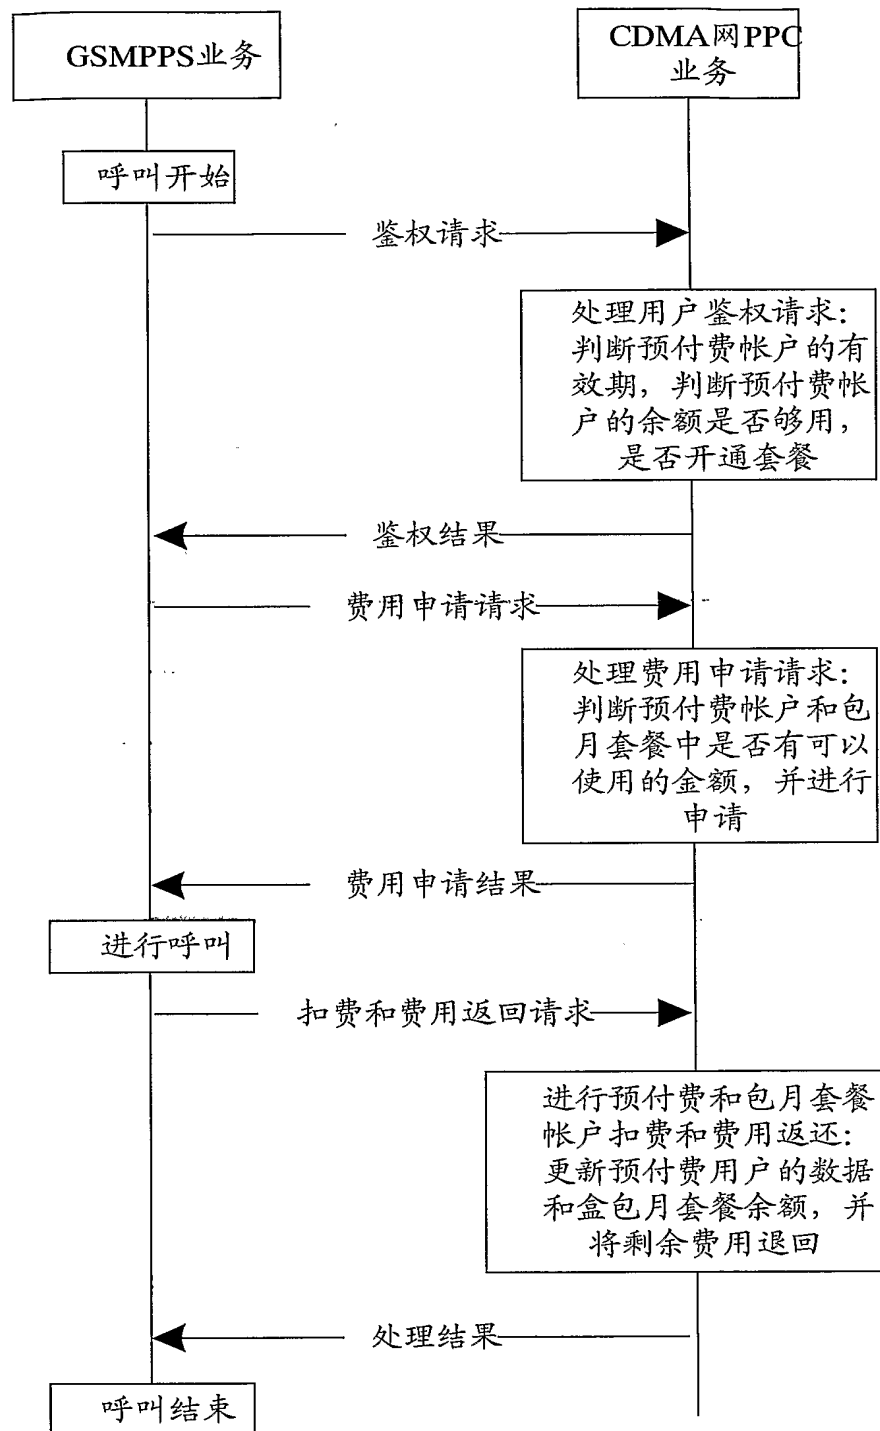 GSMPPS业务
CDMA网PPC
业务
呼叫开始
鉴权请求
处理用户鉴权请求：
判断预付费帐户的有
效期，判断预付费帐
户的余额是否够用，
是否开通套餐
鉴权结果
费用申请请求
处理费用申请请求：
判断预付费帐户和包
月套餐中是否有可以
使用的金额，并进行
申请
费用申请结果
进行呼叫
扣费和费用返回请求
进行预付费和包月套餐
帐户扣费和费用返还：
更新预付费用户的数据
和盒包月套餐余额，并
将剩余费用退回
处理结果
呼叫结束